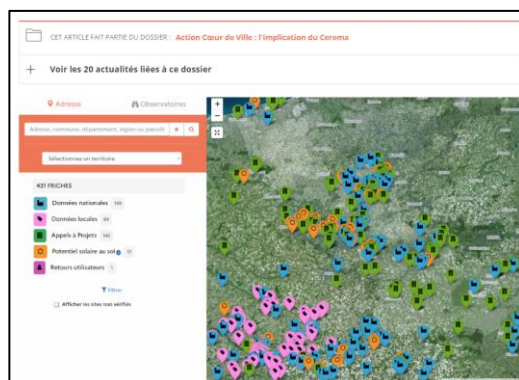 CET ARTICLE FAIT PARTIE DU DOSSIER : Action Cœur de Ville : l'implication du Cerema
+ Voir les 20 actualités liées à ce dossier
Adresse
Observatoires
Adresse, commune, département, région ou parcelle
Sélectionnez un territoire
431 FRICHES
Données nationales
Données locales
Appels à Projets
Potentiel solaire au sol
Retours utilisateurs 1
Filtrer
Afficher les sites non vérifiés
+
−